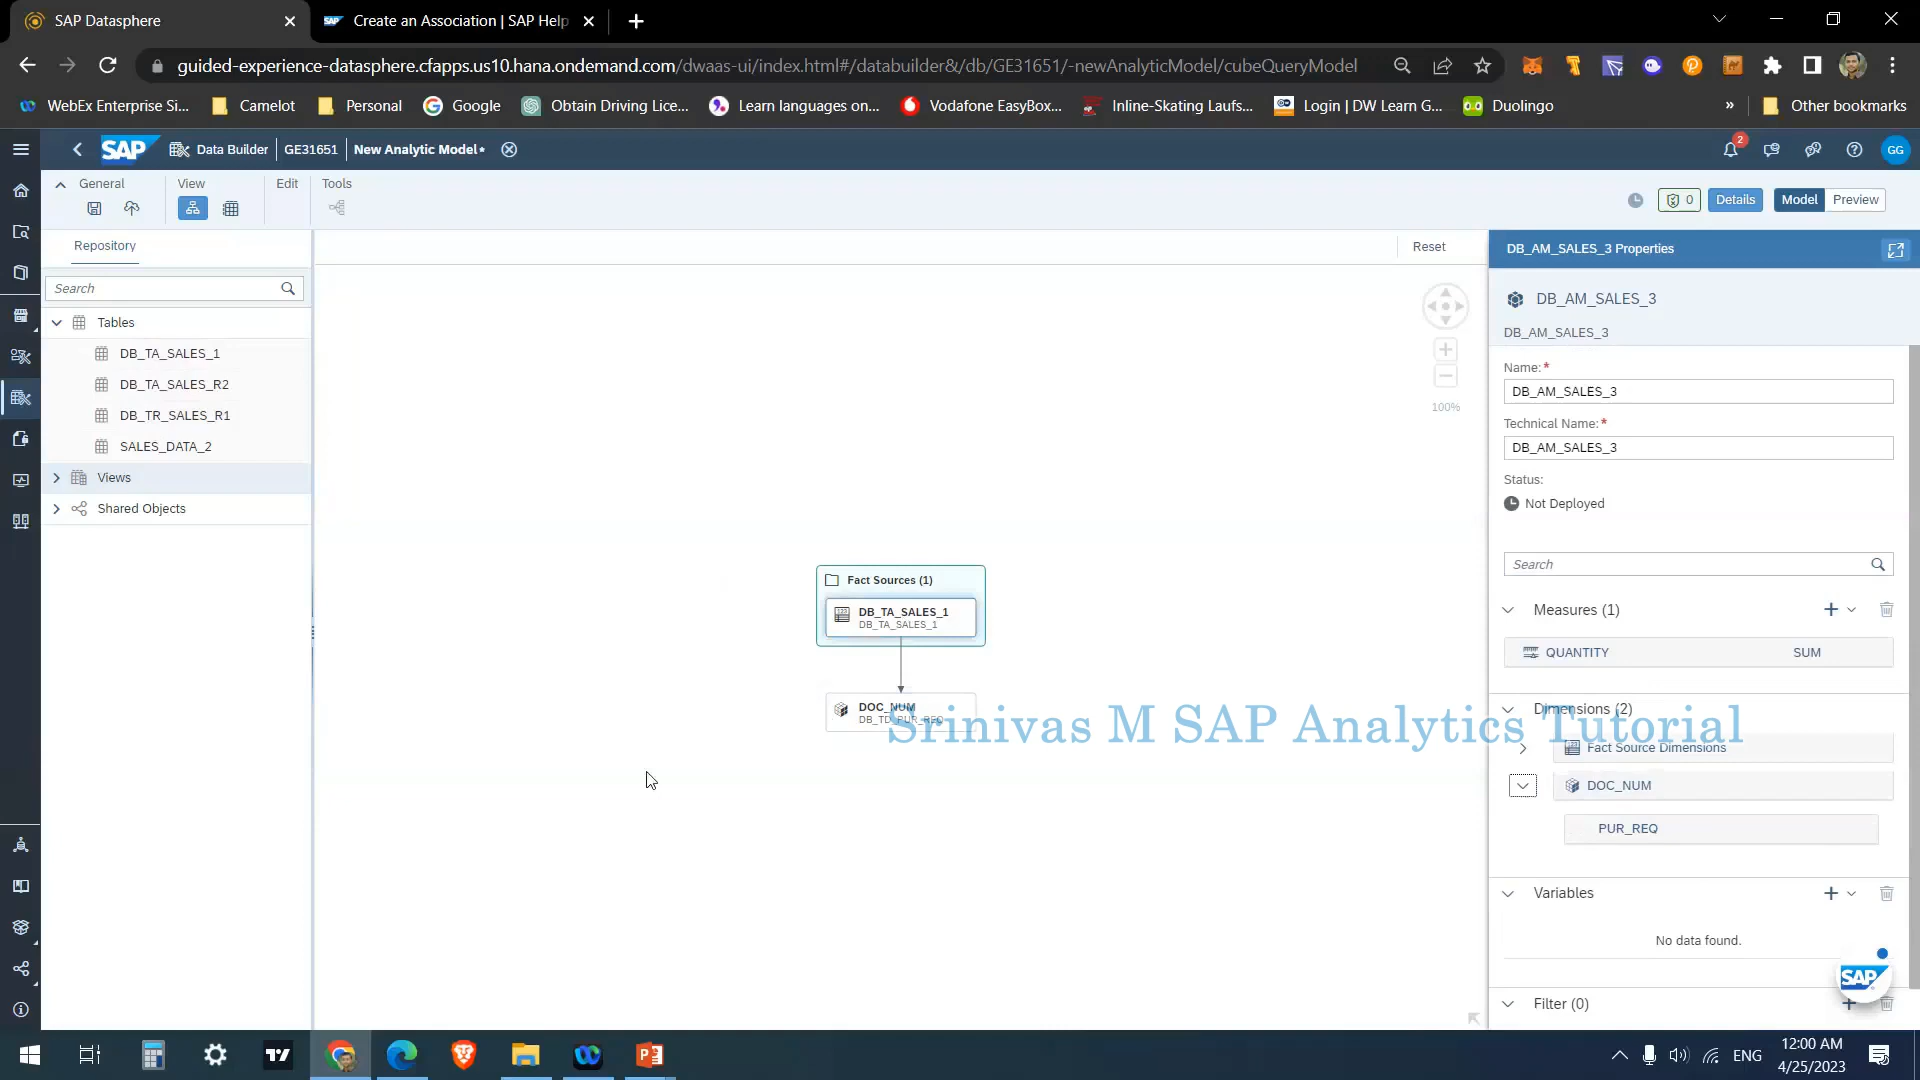 SAP Datasphere
Create an Association | SAP Help
guided-experience-datasphere.cfapps.us10.hana.ondemand.com/dwaas-ui/index.html#/databuilder&/db/GE31651/-newAnalyticModel/cubeQueryModel
WebEx Enterprise Si... Camelot Personal Google Obtain Driving Lice... Learn languages on... Vodafone EasyBox... Inline-Skating Laufs... Login | DW Learn G... Duolingo » Other bookmarks
SAP Data Builder GE31651 New Analytic Model* 2 GG
General View Edit Tools
0 Details Model Preview
Repository
Reset
Search
Tables
DB_TA_SALES_1
DB_TA_SALES_R2
DB_TR_SALES_R1
SALES_DATA_2
Views
Shared Objects
100%
Fact Sources (1)
DB_TA_SALES_1
DB_TA_SALES_1
DOC_NUM
DB_TD_PUR_REQ
Srinivas M SAP Analytics Tutorial
DB_AM_SALES_3 Properties
DB_AM_SALES_3
DB_AM_SALES_3
Name:*
DB_AM_SALES_3
Technical Name:*
DB_AM_SALES_3
Status:
Not Deployed
Search
Measures (1)
QUANTITY SUM
Dimensions (2)
Fact Source Dimensions
DOC_NUM
PUR_REQ
Variables
No data found.
SAP
Filter (0)
ENG
12:00 AM
4/25/2023